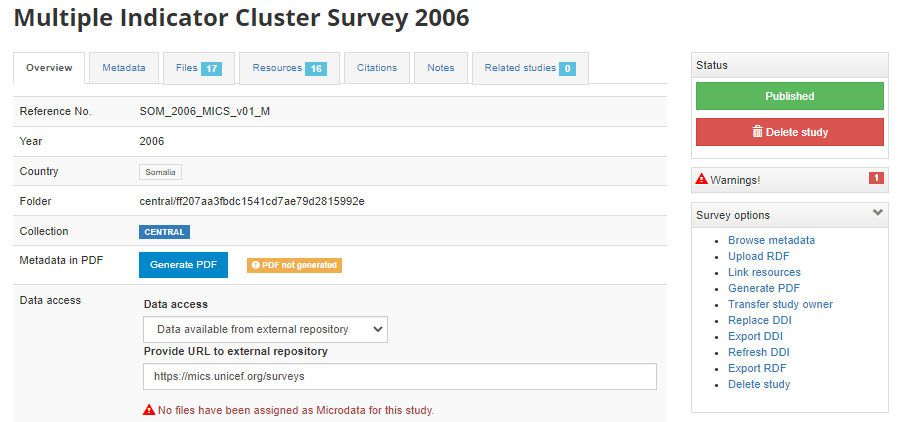 Multiple Indicator Cluster Survey 2006
Overview
Metadata
Files 17
Resources 16
Citations
Notes
Related studies 0
Reference No. SOM_2006_MICS_v01_M
Year 2006
Country Somalia
Folder central/ff207aa3fbdc1541cd7ae79d2815992e
Collection CENTRAL
Metadata in PDF Generate PDF PDF not generated
Data access Data access
Data available from external repository
Provide URL to external repository
https://mics.unicef.org/surveys
No files have been assigned as Microdata for this study.
Status
Published
Delete study
Warnings! 1
Survey options
Browse metadata
Upload RDF
Link resources
Generate PDF
Transfer study owner
Replace DDI
Export DDI
Refresh DDI
Export RDF
Delete study